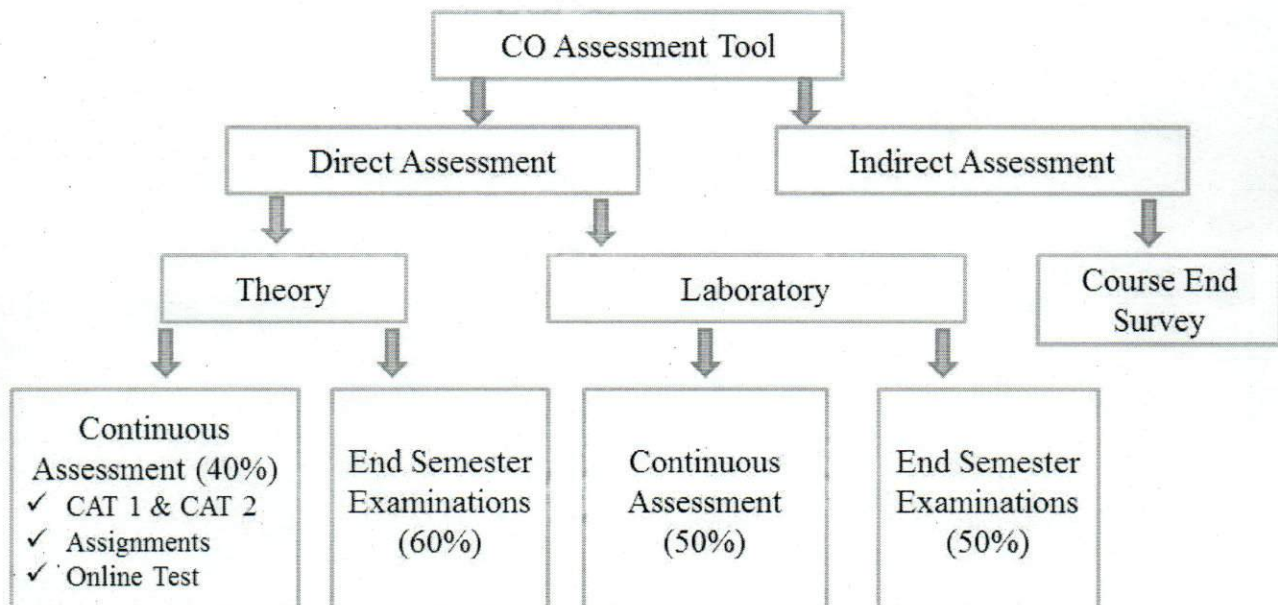 CO Assessment Tool
Direct Assessment
Indirect Assessment
Theory
Laboratory
Course End
Survey
Continuous
Assessment (40%)
✓ CAT 1 & CAT 2
✓ Assignments
✓ Online Test
End Semester
Examinations
(60%)
Continuous
Assessment
(50%)
End Semester
Examinations
(50%)